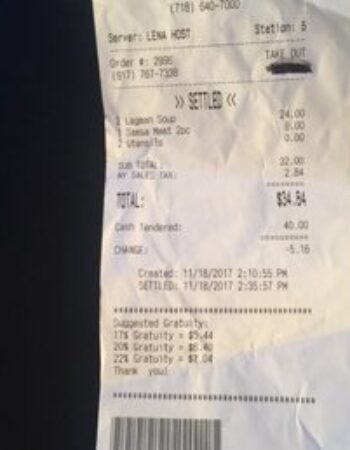 (718) 640-7000
Server: LENA HOST Station: 5
Order #: 2996 TAKE OUT
(917) 767-7338
>> SETTLED <<
2 Lagman Soup 24.00
1 Samsa Meat 2pc 8.00
2 Utensils 0.00
SUB TOTAL: 32.00
NY SALES TAX: 2.84
TOTAL: $34.84
Cash Tendered: 40.00
CHANGE: -5.16
Created: 11/18/2017 2:10:55 PM
SETTLED: 11/18/2017 2:35:57 PM
Suggested Gratuity:
17% Gratuity = $5.44
20% Gratuity = $6.40
22% Gratuity = $7.04
Thank you!